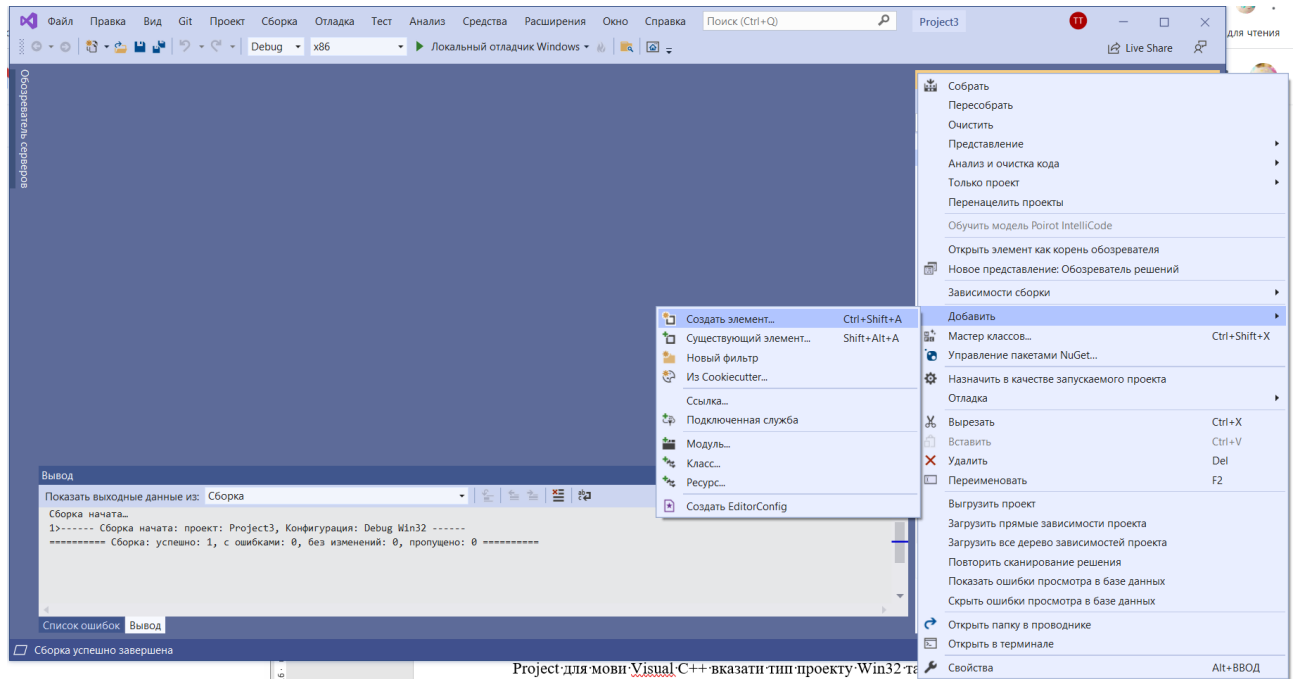 Файл Правка Вид Git Проект Сборка Отладка Тест Анализ Средства Расширения Окно Справка Поиск (Ctrl+Q) Project3 TT
для чтения
Debug x86 Локальный отладчик Windows Live Share
Обозреватель серверов
Собрать
Пересобрать
Очистить
Представление
Анализ и очистка кода
Только проект
Перенацелить проекты
Обучить модель Poirot IntelliCode
Открыть элемент как корень обозревателя
Новое представление: Обозреватель решений
Зависимости сборки
Добавить
Мастер классов... Ctrl+Shift+X
Управление пакетами NuGet...
Назначить в качестве запускаемого проекта
Отладка
Вырезать Ctrl+X
Вставить Ctrl+V
Удалить Del
Переименовать F2
Выгрузить проект
Загрузить прямые зависимости проекта
Загрузить все дерево зависимостей проекта
Повторить сканирование решения
Показать ошибки просмотра в базе данных
Скрыть ошибки просмотра в базе данных
Открыть папку в проводнике
Открыть в терминале
Свойства Alt+ВВОД
Создать элемент... Ctrl+Shift+A
Существующий элемент... Shift+Alt+A
Новый фильтр
Из Cookiecutter...
Ссылка...
Подключенная служба
Модуль...
Класс...
Ресурс...
Создать EditorConfig
Вывод
Показать выходные данные из: Сборка
Сборка начата…
1>------ Сборка начата: проект: Project3, Конфигурация: Debug Win32 ------
========== Сборка: успешно: 1, с ошибками: 0, без изменений: 0, пропущено: 0 ==========
Список ошибок Вывод
Сборка успешно завершена
Project·для·мови·Visual·C++·вказати·тип·проекту·Win32·та